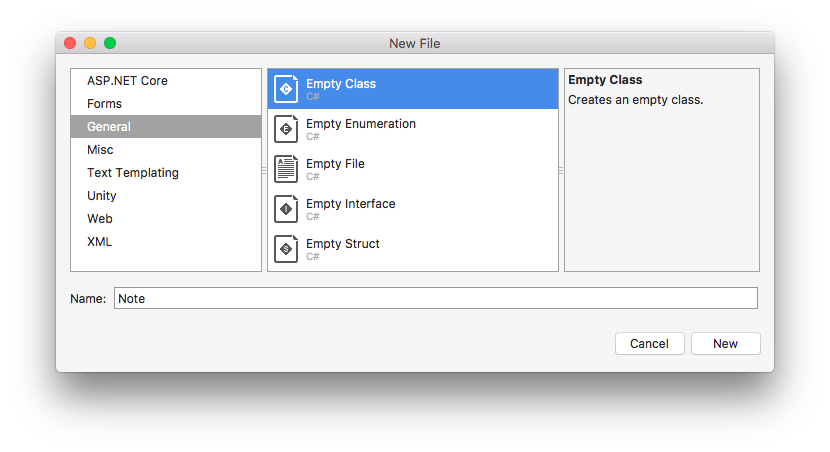 New File
ASP.NET Core
Forms
General
Misc
Text Templating
Unity
Web
XML
C
Empty Class
C#
E
Empty Enumeration
C#
A
Empty File
C#
I
Empty Interface
C#
S
Empty Struct
C#
Empty Class
Creates an empty class.
Name: Note
Cancel New